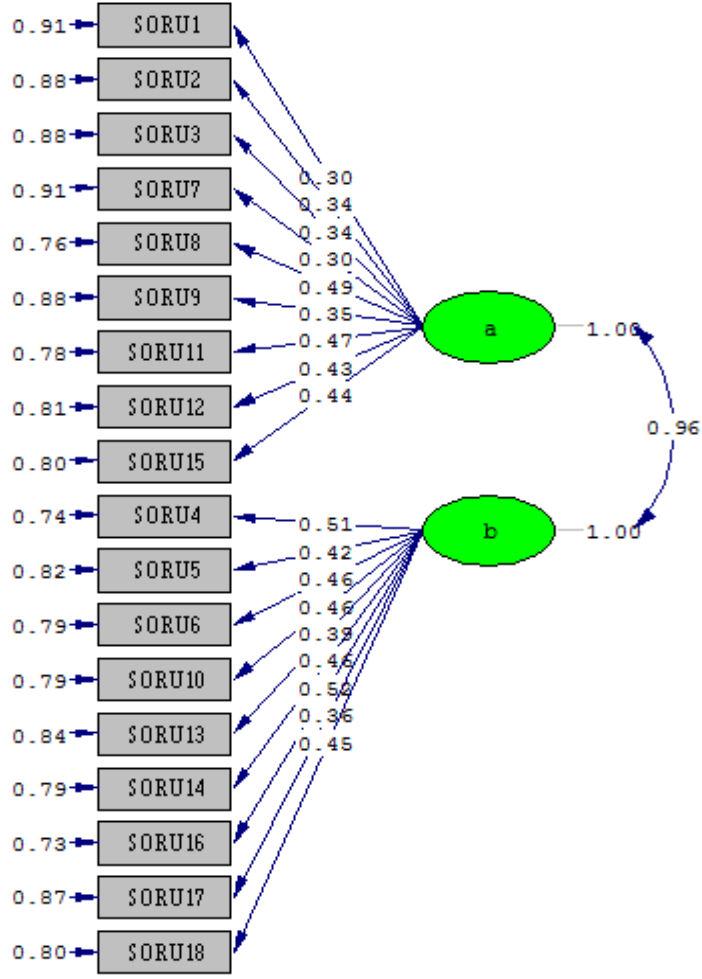 0.91 SORU1
0.88 SORU2
0.88 SORU3
0.91 SORU7
0.76 SORU8
0.88 SORU9
0.78 SORU11
0.81 SORU12
0.80 SORU15
0.74 SORU4
0.82 SORU5
0.79 SORU6
0.79 SORU10
0.84 SORU13
0.79 SORU14
0.73 SORU16
0.87 SORU17
0.80 SORU18
0.30
0.34
0.34
0.30
0.49
0.35
0.47
0.43
0.44
0.51
0.42
0.46
0.46
0.39
0.46
0.52
0.36
0.45
a 1.00
0.96
b 1.00